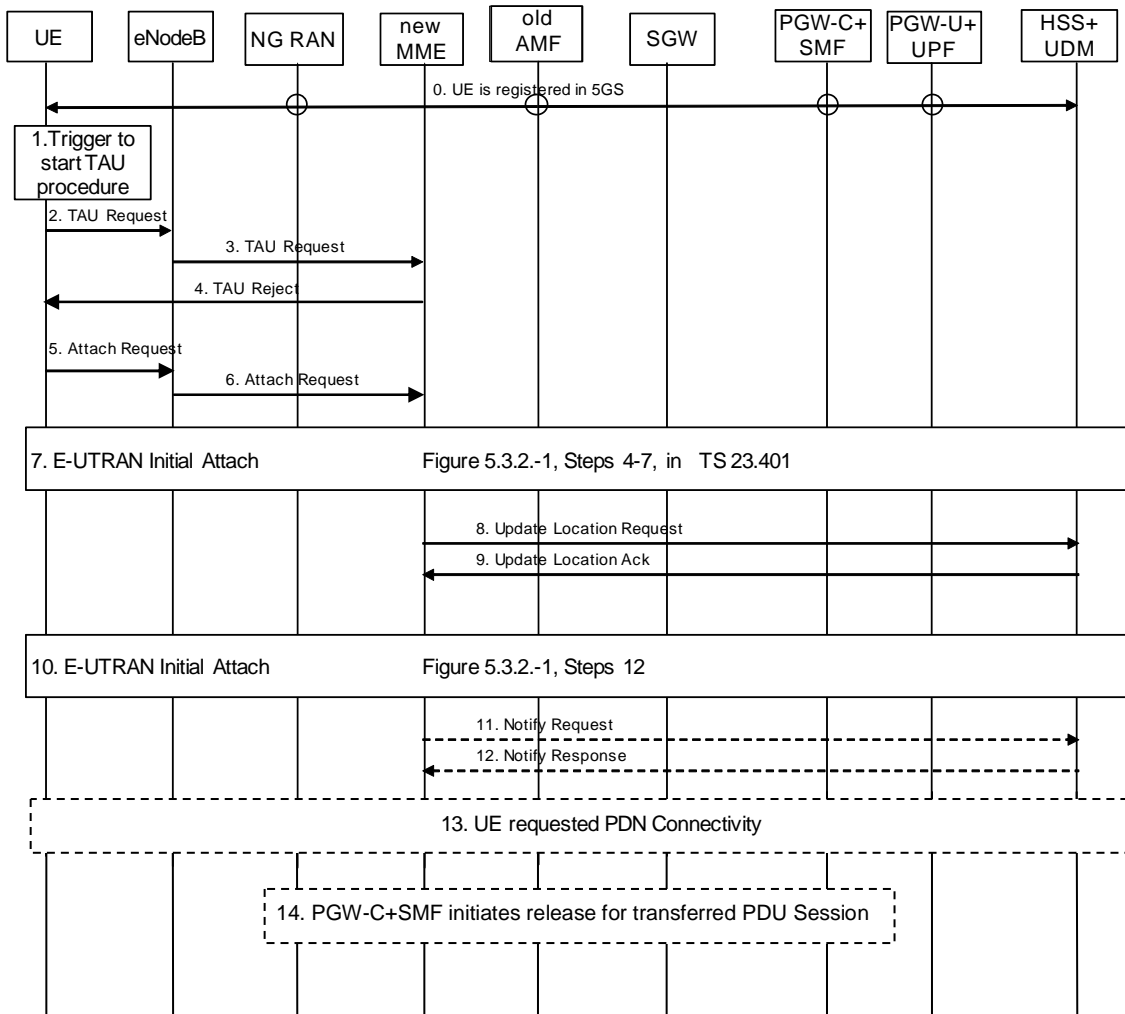 UE
eNodeB
NG RAN
new
MME
old
AMF
SGW
PGW-C+
SMF
PGW-U+
UPF
HSS+
UDM
0. UE is registered in 5GS
1.Trigger to
start TAU
procedure
2. TAU Request
3. TAU Request
4. TAU Reject
5. Attach Request
6. Attach Request
7. E-UTRAN Initial Attach Figure 5.3.2.-1, Steps 4-7, in TS 23.401
8. Update Location Request
9. Update Location Ack
10. E-UTRAN Initial Attach Figure 5.3.2.-1, Steps 12
11. Notify Request
12. Notify Response
13. UE requested PDN Connectivity
14. PGW-C+SMF initiates release for transferred PDU Session